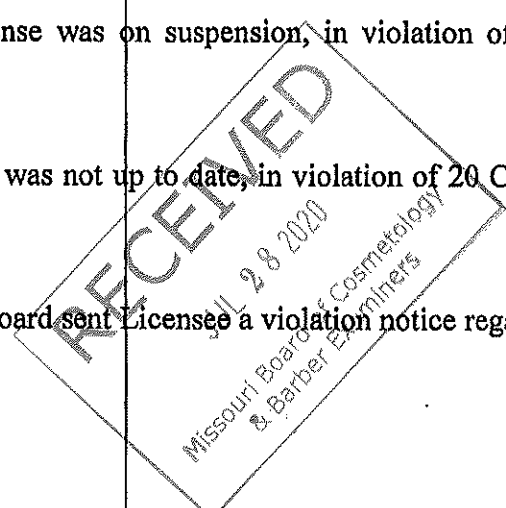 nse was on suspension, in violation of
was not up to date, in violation of 20 C
oard sent Licensee a violation notice rega
RECEIVED
JUL 28 2020
Missouri Board of Cosmetology
& Barber Examiners